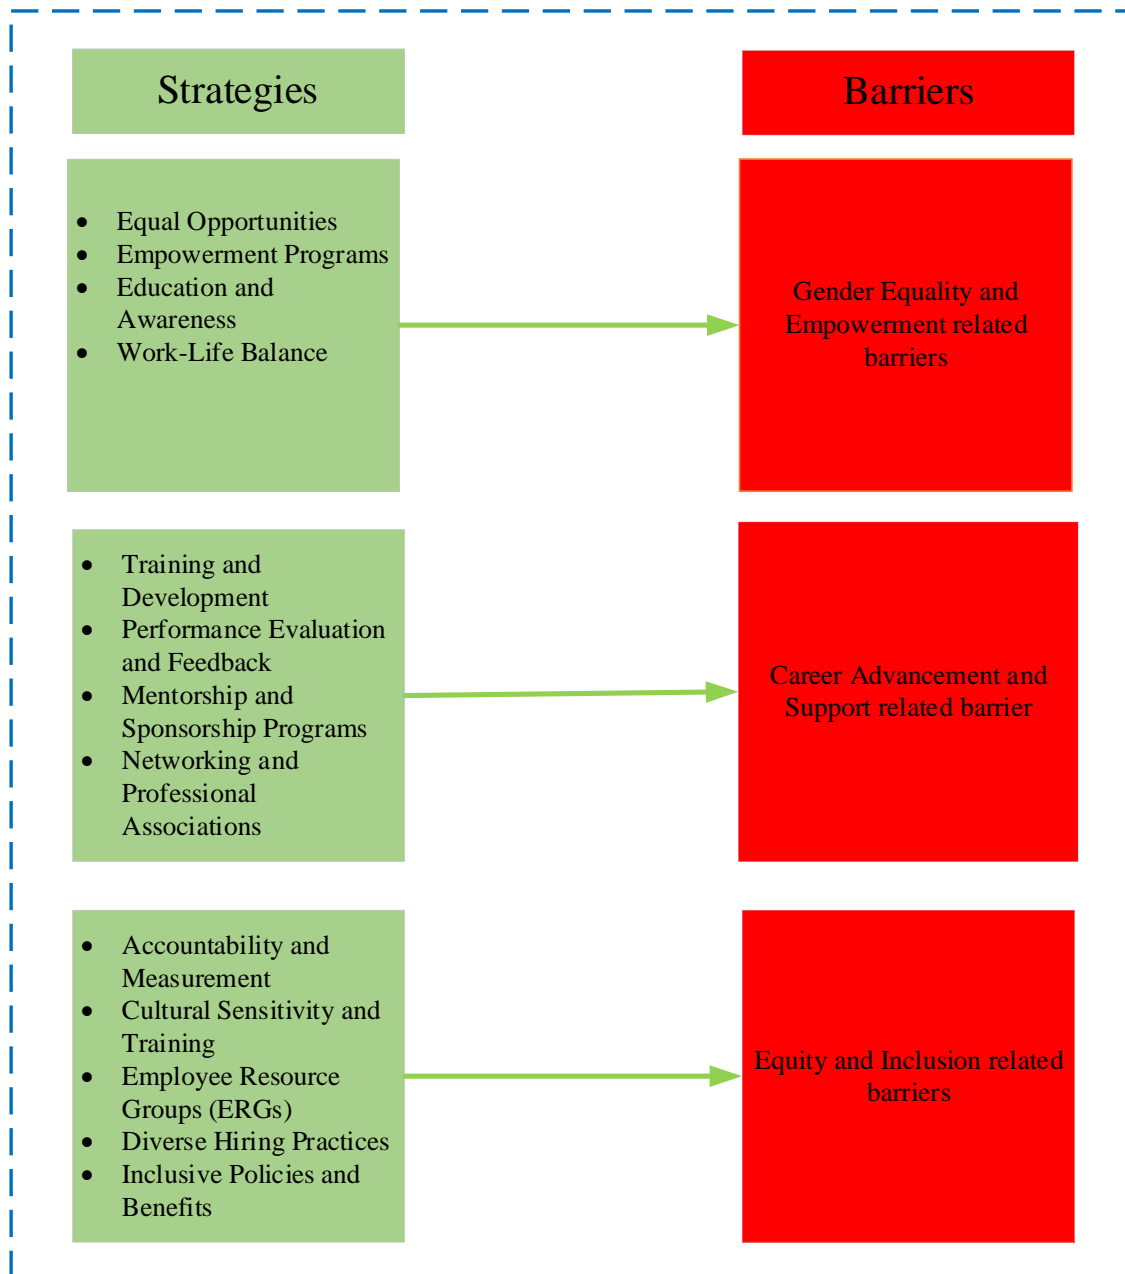 Strategies
Barriers
• Equal Opportunities
• Empowerment Programs
• Education and
Awareness
• Work-Life Balance
Gender Equality and
Empowerment related
barriers
• Training and
Development
• Performance Evaluation
and Feedback
• Mentorship and
Sponsorship Programs
• Networking and
Professional
Associations
Career Advancement and
Support related barrier
• Accountability and
Measurement
• Cultural Sensitivity and
Training
• Employee Resource
Groups (ERGs)
• Diverse Hiring Practices
• Inclusive Policies and
Benefits
Equity and Inclusion related
barriers